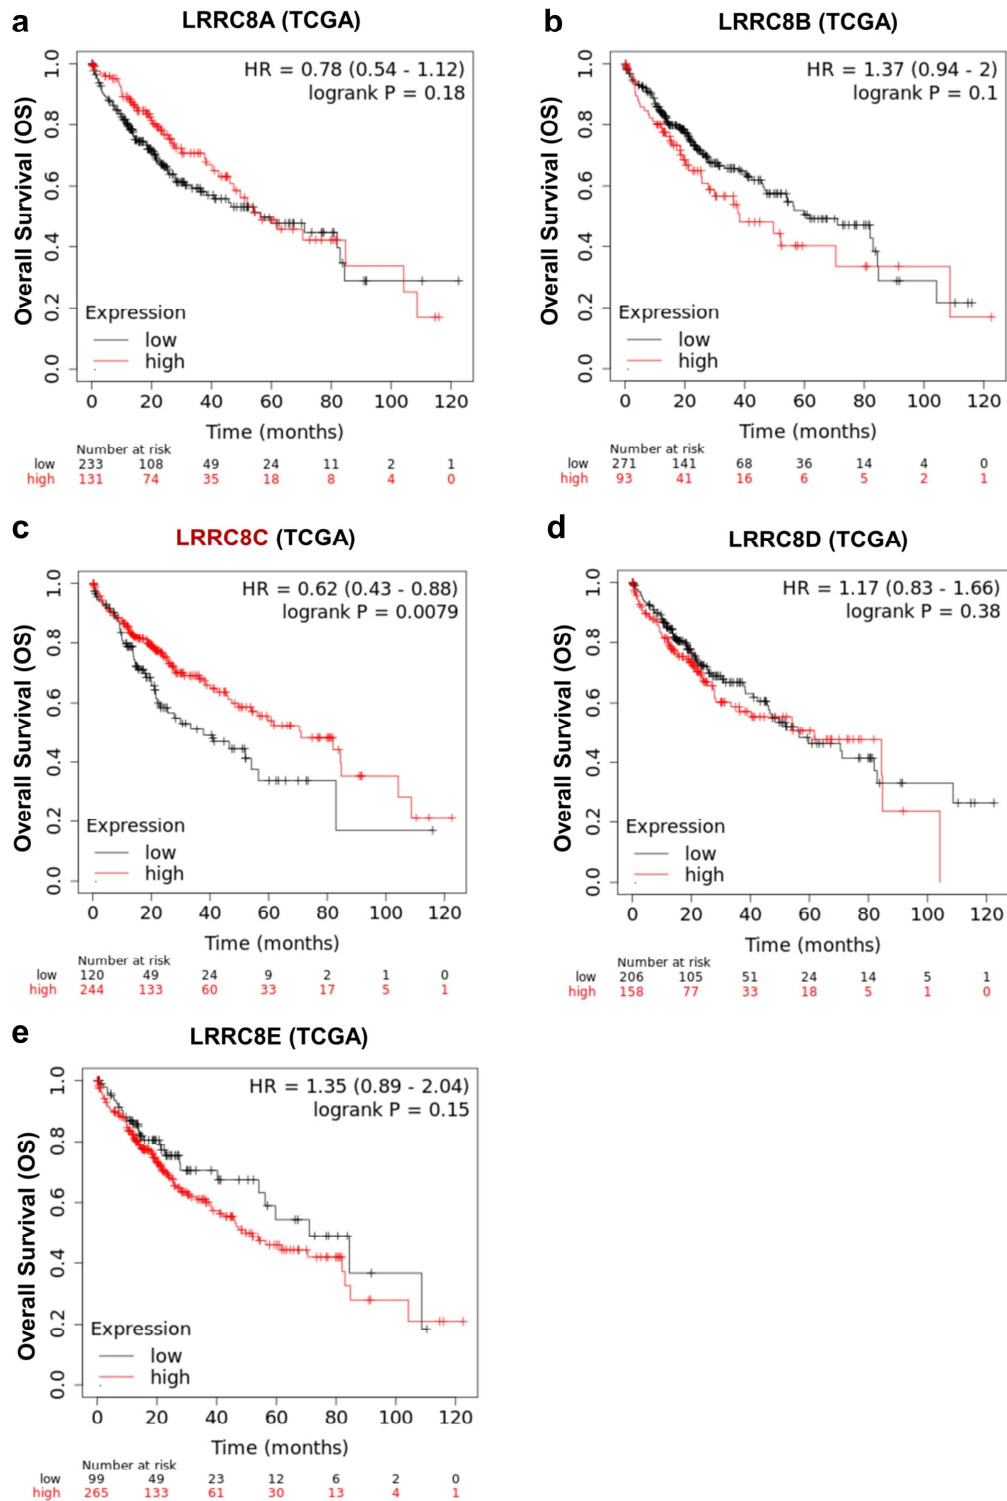 a
LRRC8A (TCGA)
HR = 0.78 (0.54 - 1.12)
logrank P = 0.18
Overall Survival (OS)
1.0
0.8
0.6
0.4
0.2
0.0
Expression
low
high
0 20 40 60 80 100 120
Time (months)
Number at risk
low 233 108 49 24 11 2 1
high 131 74 35 18 8 4 0
b
LRRC8B (TCGA)
HR = 1.37 (0.94 - 2)
logrank P = 0.1
Overall Survival (OS)
1.0
0.8
0.6
0.4
0.2
0.0
Expression
low
high
0 20 40 60 80 100 120
Time (months)
Number at risk
low 271 141 68 36 14 4 0
high 93 41 16 6 5 2 1
c
LRRC8C (TCGA)
HR = 0.62 (0.43 - 0.88)
logrank P = 0.0079
Overall Survival (OS)
1.0
0.8
0.6
0.4
0.2
0.0
Expression
low
high
0 20 40 60 80 100 120
Time (months)
Number at risk
low 120 49 24 9 2 1 0
high 244 133 60 33 17 5 1
d
LRRC8D (TCGA)
HR = 1.17 (0.83 - 1.66)
logrank P = 0.38
Overall Survival (OS)
1.0
0.8
0.6
0.4
0.2
0.0
Expression
low
high
0 20 40 60 80 100 120
Time (months)
Number at risk
low 206 105 51 24 14 5 1
high 158 77 33 18 5 1 0
e
LRRC8E (TCGA)
HR = 1.35 (0.89 - 2.04)
logrank P = 0.15
Overall Survival (OS)
1.0
0.8
0.6
0.4
0.2
0.0
Expression
low
high
0 20 40 60 80 100 120
Time (months)
Number at risk
low 99 49 23 12 6 2 0
high 265 133 61 30 13 4 1